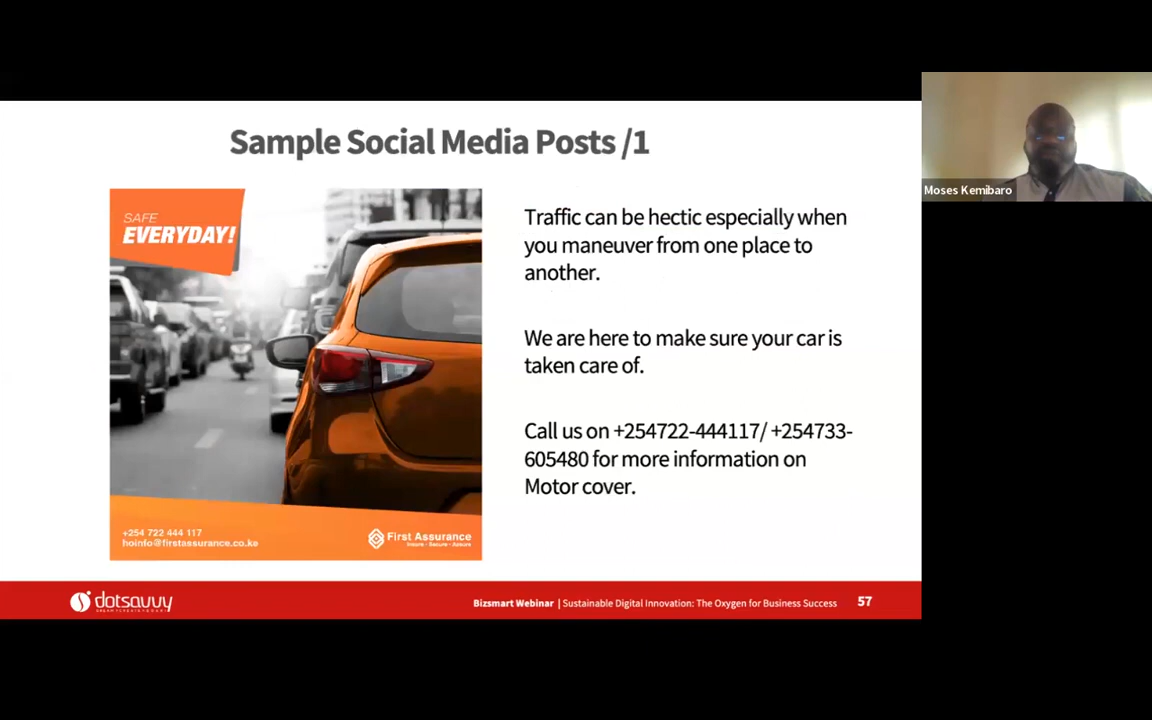 Sample Social Media Posts /1
SAFE
EVERYDAY!
+254 722 444 117
hoinfo@firstassurance.co.ke
First Assurance
Insure - Secure - Assure
Traffic can be hectic especially when
you maneuver from one place to
another.
We are here to make sure your car is
taken care of.
Call us on +254722-444117/ +254733-
605480 for more information on
Motor cover.
Moses Kemibaro
dotsavvy
Bizsmart Webinar | Sustainable Digital Innovation: The Oxygen for Business Success
57